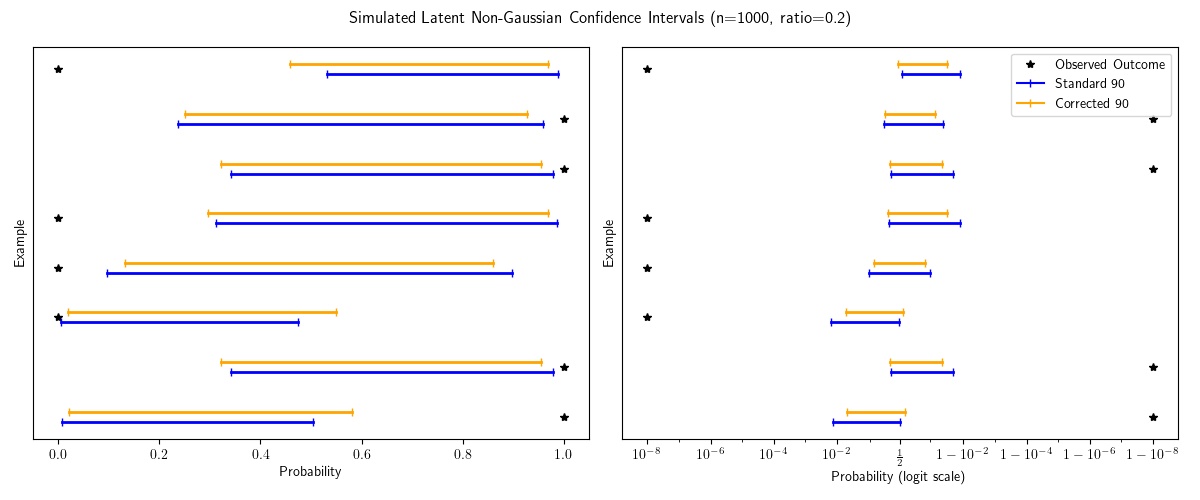 Simulated Latent Non-Gaussian Confidence Intervals (n=1000, ratio=0.2)
Example
0.0 0.2 0.4 0.6 0.8 1.0
Probability
Example
Observed Outcome
Standard 90
Corrected 90
10⁻⁸ 10⁻⁶ 10⁻⁴ 10⁻² ½ 1 − 10⁻² 1 − 10⁻⁴ 1 − 10⁻⁶ 1 − 10⁻⁸
Probability (logit scale)